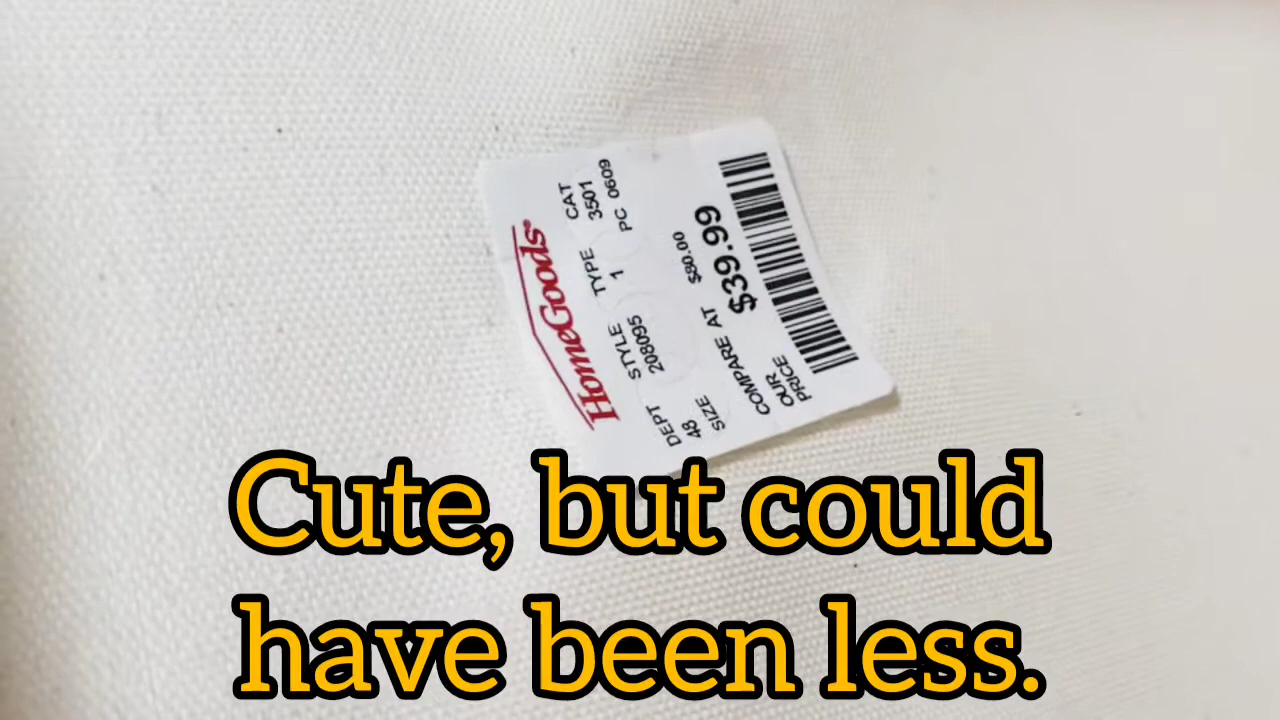 HomeGoods®
DEPT STYLE TYPE CAT
48 208095 1 3501
SIZE PC 0609
COMPARE AT $80.00
OUR PRICE $39.99
Cute, but could
have been less.